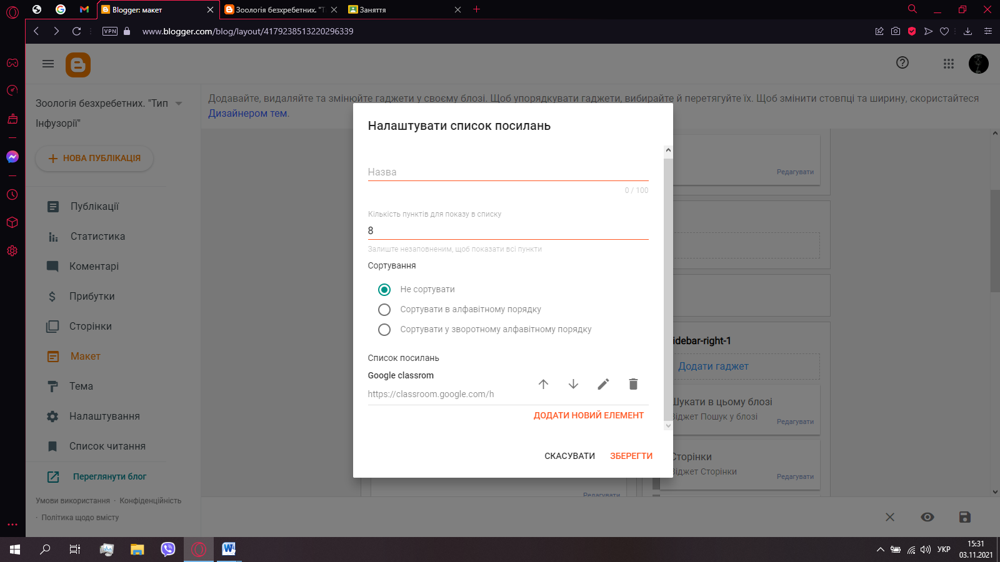 Blogger: макет
Зоологія безхребетних. "Т
Заняття
VPN
www.blogger.com/blog/layout/4179238513220296339
Зоологія безхребетних. "Тип
Інфузорії"
НОВА ПУБЛІКАЦІЯ
Публікації
Статистика
Коментарі
Прибутки
Сторінки
Макет
Тема
Налаштування
Список читання
Переглянути блог
Умови використання · Конфіденційність
· Політика щодо вмісту
Додавайте, видаляйте та змінюйте гаджети у своєму блозі. Щоб упорядкувати гаджети, вибирайте й перетягуйте їх. Щоб змінити стовпці та ширину, скористайтеся
Дизайнером тем.
Налаштувати список посилань
Назва
0 / 100
Кількість пунктів для показу в списку
8
Залиште незаповненим, щоб показати всі пункти
Сортування
Не сортувати
Сортувати в алфавітному порядку
Сортувати у зворотному алфавітному порядку
Список посилань
Google classrom
https://classroom.google.com/h
ДОДАТИ НОВИЙ ЕЛЕМЕНТ
СКАСУВАТИ
ЗБЕРЕГТИ
Редагувати
idebar-right-1
Додати гаджет
Шукати в цьому блозі
Віджет Пошук у блозі
Редагувати
Сторінки
Віджет Сторінки
Редагувати
Редагувати
УКР
15:31
03.11.2021